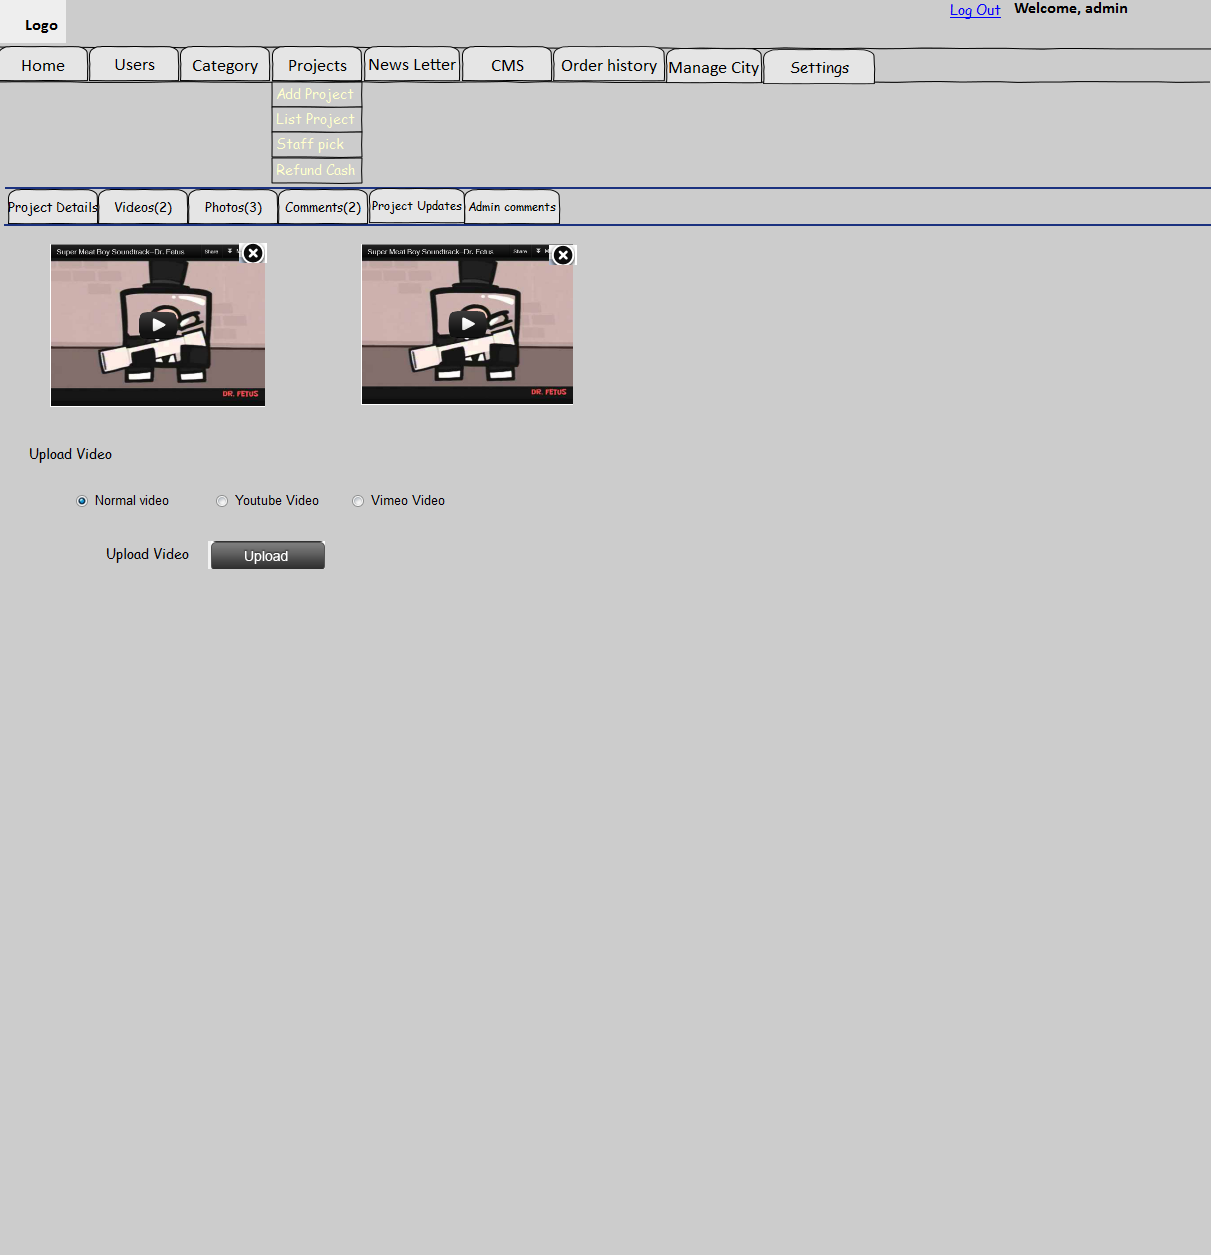 Logo
Log Out Welcome, admin
Home Users Category Projects News Letter CMS Order history Manage City Settings
Add Project
List Project
Staff pick
Refund Cash
Project Details Videos(2) Photos(3) Comments(2) Project Updates Admin comments
Super Meat Boy Soundtrack--Dr. Fetus Share
DR. FETUS
Super Meat Boy Soundtrack--Dr. Fetus Share
DR. FETUS
Upload Video
Normal video Youtube Video Vimeo Video
Upload Video Upload